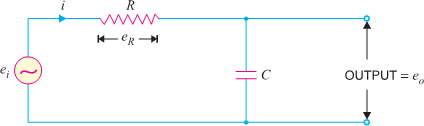 i
R
e_R
e_i
C
OUTPUT = e_o